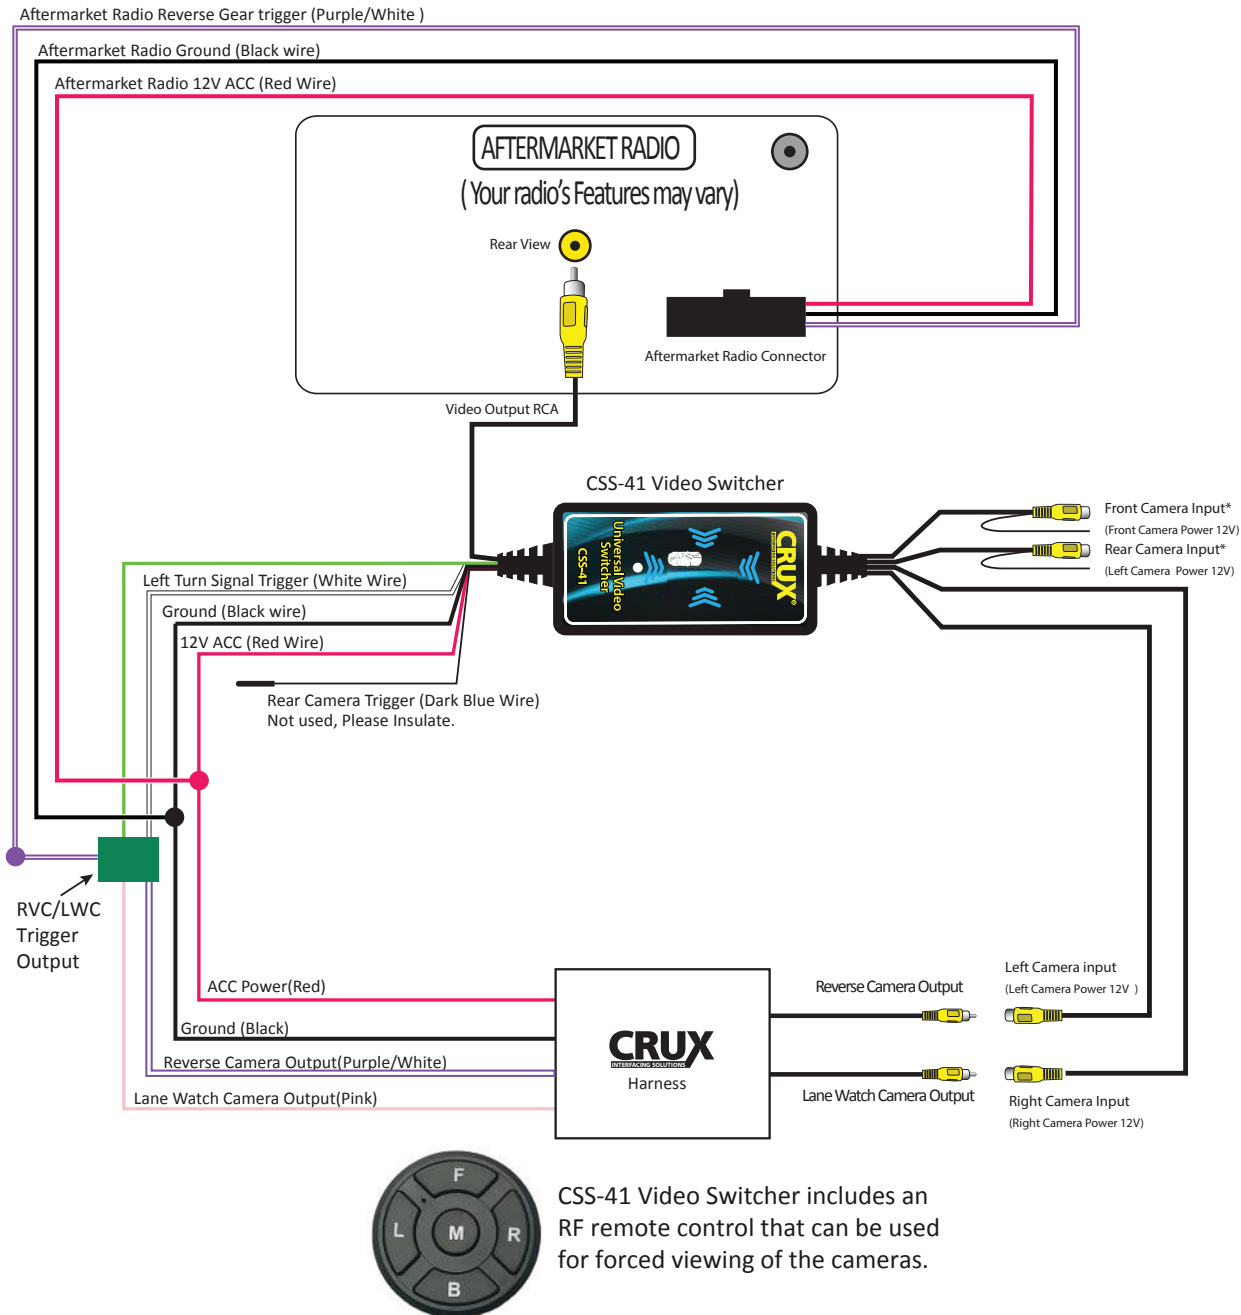 Aftermarket Radio Reverse Gear trigger (Purple/White )
Aftermarket Radio Ground (Black wire)
Aftermarket Radio 12V ACC (Red Wire)
AFTERMARKET RADIO
( Your radio's Features may vary)
Rear View
Aftermarket Radio Connector
Video Output RCA
CSS-41 Video Switcher
CRUX®
Universal Video
Switcher
CSS-41
Front Camera Input*
(Front Camera Power 12V)
Rear Camera Input*
(Left Camera Power 12V)
Left Turn Signal Trigger (White Wire)
Ground (Black wire)
12V ACC (Red Wire)
Rear Camera Trigger (Dark Blue Wire)
Not used, Please Insulate.
RVC/LWC
Trigger
Output
ACC Power(Red)
Ground (Black)
Reverse Camera Output(Purple/White)
Lane Watch Camera Output(Pink)
CRUX
INTERFACING SOLUTIONS
Harness
Reverse Camera Output
Left Camera input
(Left Camera Power 12V )
Lane Watch Camera Output
Right Camera Input
(Right Camera Power 12V)
F
L
M
R
B
CSS-41 Video Switcher includes an
RF remote control that can be used
for forced viewing of the cameras.